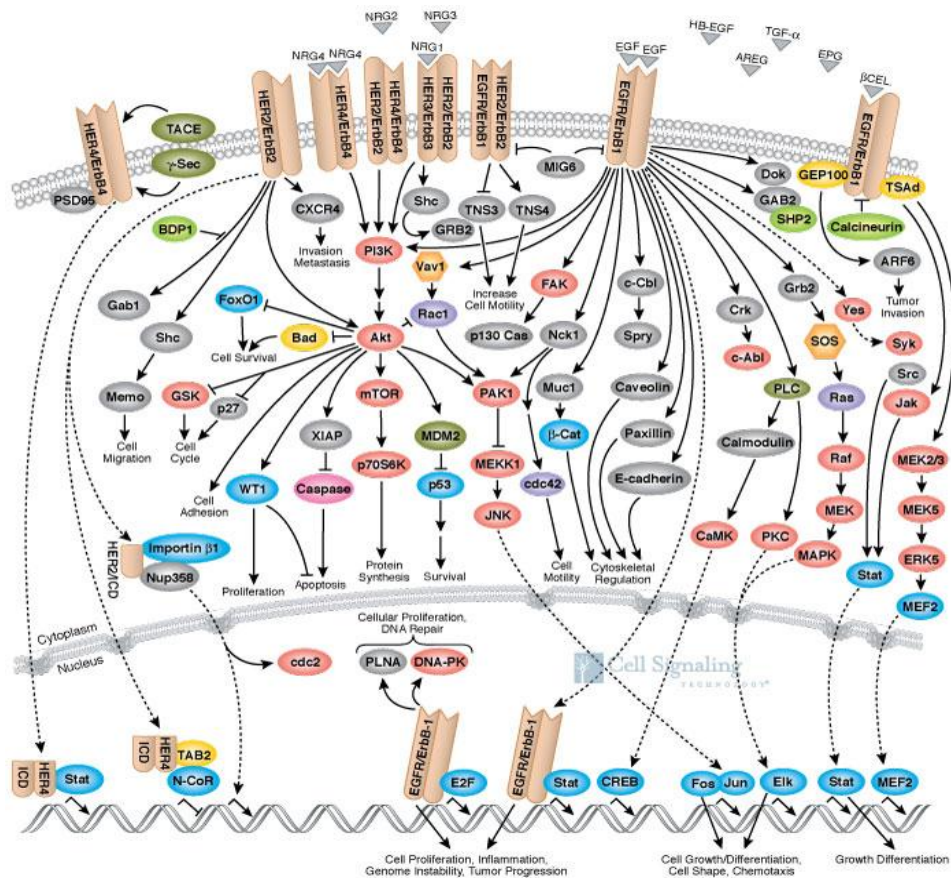 NRG2
NRG3
NRG4
NRG4
NRG1
EGF
EGF
HB-EGF
TGF-α
AREG
EPG
βCEL
HER4/ErbB4
TACE
γ-Sec
PSD95
HER2/ErbB2
HER4/ErbB4
HER2/ErbB2
HER4/ErbB4
HER3/ErbB3
HER2/ErbB2
EGFR/ErbB1
HER2/ErbB2
EGFR/ErbB1
EGFR/ErbB1
MIG6
Dok
GEP100
TSAd
GAB2
SHP2
Calcineurin
BDP1
CXCR4
Shc
GRB2
TNS3
TNS4
Invasion
Metastasis
PI3K
Vav1
FAK
c-Cbl
Grb2
ARF6
Gab1
FoxO1
Increase
Cell Motility
Rac1
p130 Cas
Nck1
Spry
Crk
Yes
Tumor
Invasion
Shc
Cell Survival
Bad
Akt
c-Abl
SOS
Syk
Src
Memo
GSK
p27
mTOR
PAK1
Muc1
Caveolin
PLC
Ras
Jak
Cell
Migration
Cell
Cycle
XIAP
MDM2
β-Cat
Paxillin
Calmodulin
Raf
MEK2/3
WT1
Caspase
p70S6K
p53
MEKK1
cdc42
E-cadherin
MEK
MEK5
Cell
Adhesion
JNK
CaMK
PKC
MAPK
ERK5
HER2/ICD
Importin β1
Nup358
Proliferation
Apoptosis
Protein
Synthesis
Survival
Cell
Motility
Cytoskeletal
Regulation
Stat
MEF2
Cytoplasm
Nucleus
Cellular Proliferation,
DNA Repair
cdc2
PLNA
DNA-PK
Cell Signaling
TECHNOLOGY®
ICD
HER4
Stat
ICD
HER4
TAB2
N-CoR
EGFR/ErbB-1
E2F
EGFR/ErbB-1
Stat
CREB
Fos
Jun
Elk
Stat
MEF2
Cell Proliferation, Inflammation,
Genome Instability, Tumor Progression
Cell Growth/Differentiation,
Cell Shape, Chemotaxis
Growth Differentiation